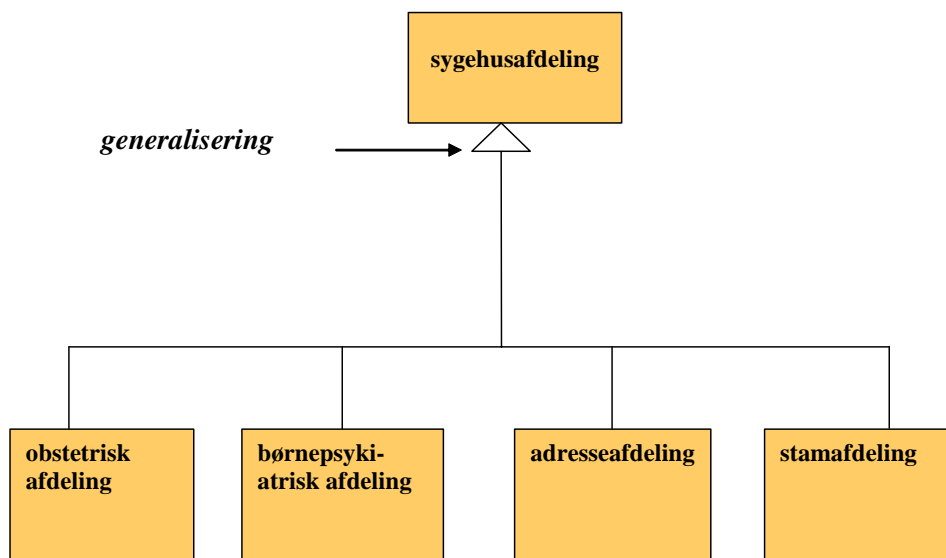 sygehusafdeling
generalisering
obstetrisk
afdeling
børnepsyki-
atrisk afdeling
adresseafdeling
stamafdeling